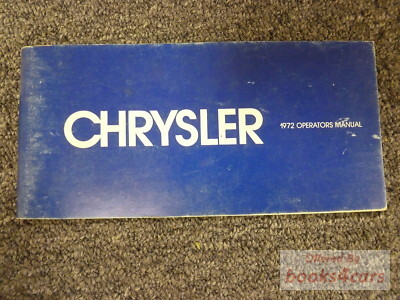 CHRYSLER
1972 OPERATORS MANUAL
Offered By
books4cars